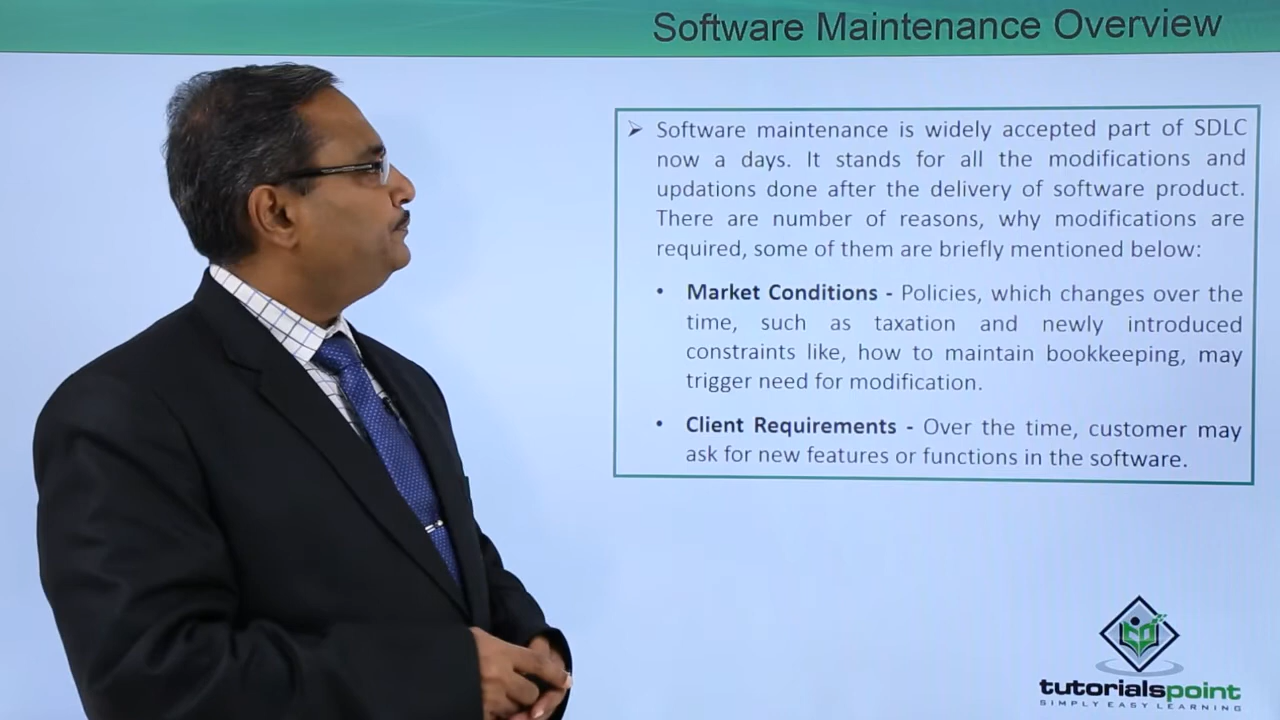 Software Maintenance Overview
➢ Software maintenance is widely accepted part of SDLC
now a days. It stands for all the modifications and
updations done after the delivery of software product.
There are number of reasons, why modifications are
required, some of them are briefly mentioned below:
• Market Conditions - Policies, which changes over the
time, such as taxation and newly introduced
constraints like, how to maintain bookkeeping, may
trigger need for modification.
• Client Requirements - Over the time, customer may
ask for new features or functions in the software.
tutorialspoint
SIMPLY EASY LEARNING